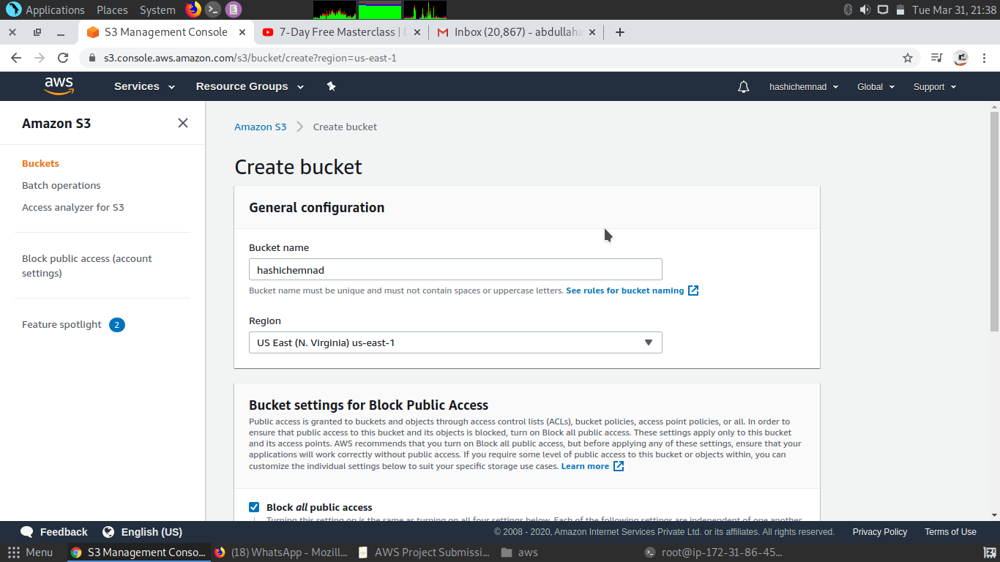 Applications Places System Tue Mar 31, 21:38
S3 Management Console 7-Day Free Masterclass | Inbox (20,867) - abdullaha
s3.console.aws.amazon.com/s3/bucket/create?region=us-east-1
aws Services Resource Groups hashichemnad Global Support
Amazon S3
Buckets
Batch operations
Access analyzer for S3
Block public access (account
settings)
Feature spotlight 2
Amazon S3 Create bucket
Create bucket
General configuration
Bucket name
hashichemnad
Bucket name must be unique and must not contain spaces or uppercase letters. See rules for bucket naming
Region
US East (N. Virginia) us-east-1
Bucket settings for Block Public Access
Public access is granted to buckets and objects through access control lists (ACLs), bucket policies, access point policies, or all. In order to
ensure that public access to this bucket and its objects is blocked, turn on Block all public access. These settings apply only to this bucket
and its access points. AWS recommends that you turn on Block all public access, but before applying any of these settings, ensure that your
applications will work correctly without public access. If you require some level of public access to this bucket or objects within, you can
customize the individual settings below to suit your specific storage use cases. Learn more
Block all public access
Turning this setting on is the same as turning on all four settings below. Each of the following settings are independent of one another.
Feedback English (US) © 2008 - 2020, Amazon Internet Services Private Ltd. or its affiliates. All rights reserved. Privacy Policy Terms of Use
Menu S3 Management Conso... (18) WhatsApp - Mozill... AWS Project Submissi... aws root@ip-172-31-86-45...